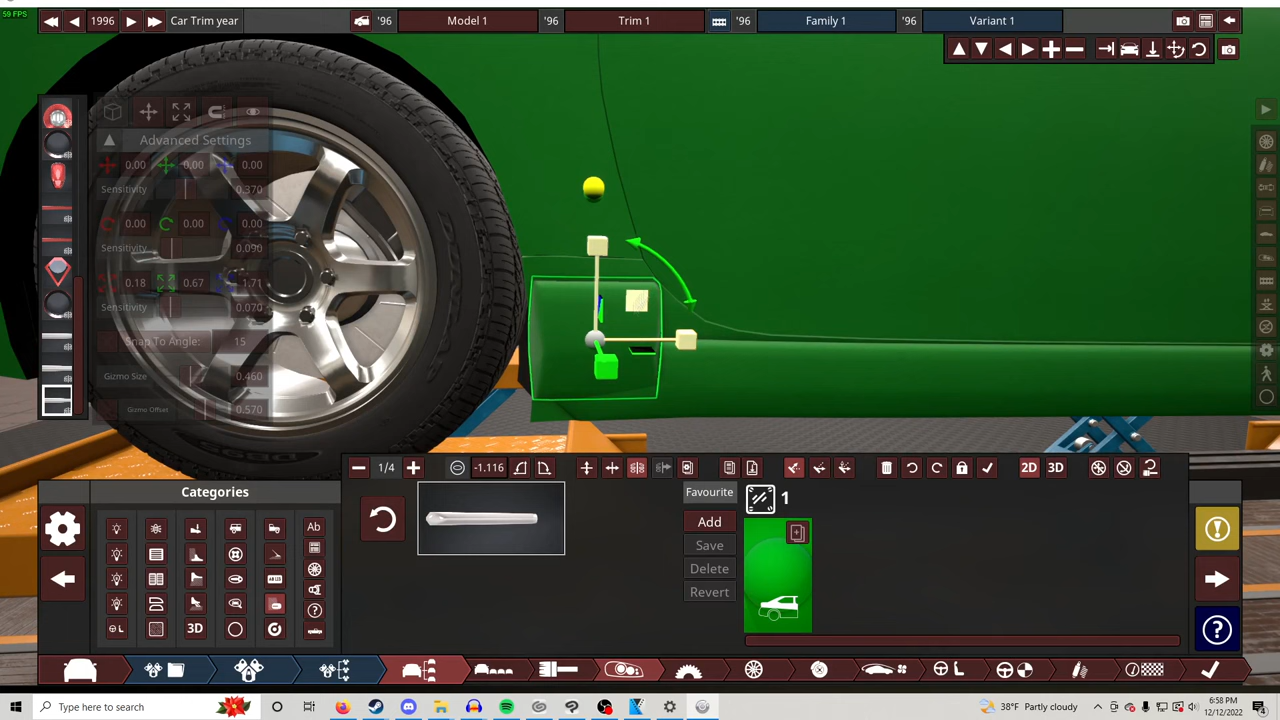 59 FPS
1996 Car Trim year '96 Model 1 '96 Trim 1 '96 Family 1 '96 Variant 1
Advanced Settings
0.00 0.00 0.00
Sensitivity 0.370
0.00 0.00 0.00
Sensitivity 0.090
0.18 0.67 1.71
Sensitivity 0.070
Snap To Angle: 15
Gizmo Size 0.460
Gizmo Offset 0.570
1/4 -1.116 2D 3D
Categories
Favourite
Add
Save
Delete
Revert
1
Ab
AB 123
L
3D
Type here to search
38°F Partly cloudy
6:58 PM
12/12/2022
4